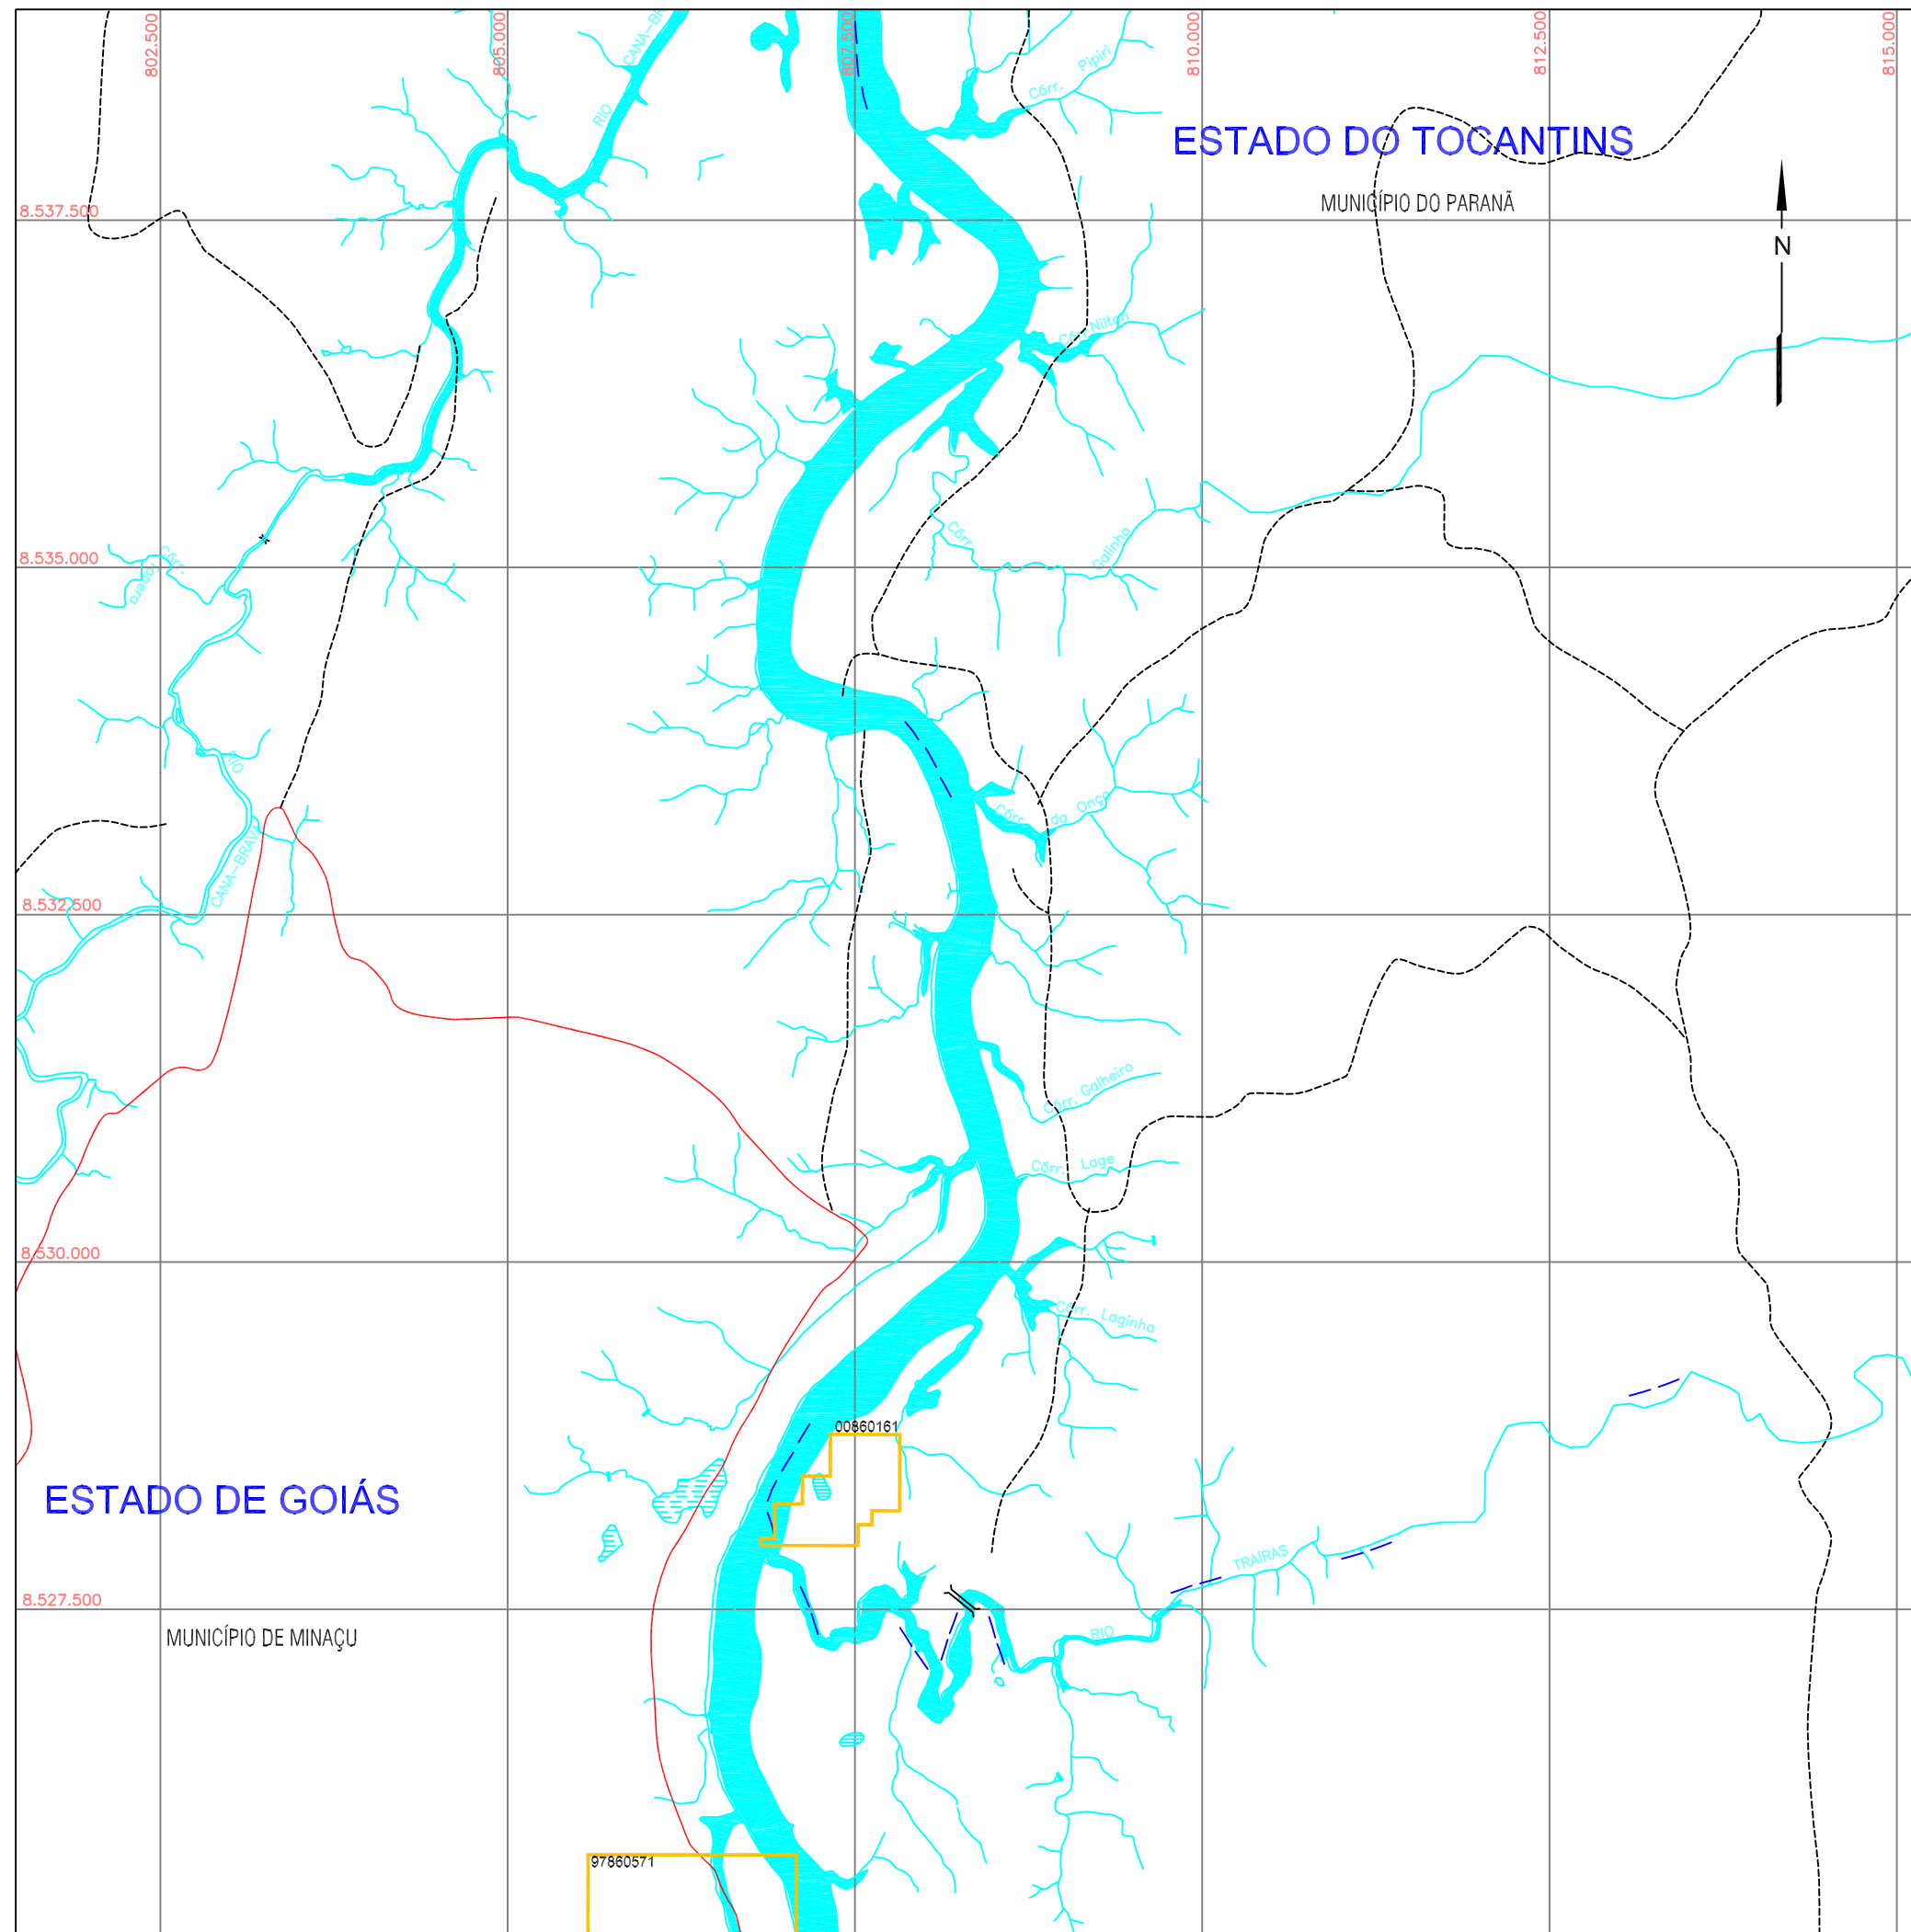 802.500
805.000
807.500
810.000
812.500
815.000
RIO
CANA-BR
Córr. Pipiri
ESTADO DO TOCANTINS
MUNICÍPIO DO PARANÃ
8.537.500
N
Córr. Nilton
Córr.
Galinha
8.535.000
Córr.
RIO
CANA-BRAVA
Córr. da Onça
8.532.500
Córr. Galheiro
Córr. Lage
8.530.000
Córr. Laginha
00860161
ESTADO DE GOIÁS
RIO
TRAÍRAS
8.527.500
MUNICÍPIO DE MINAÇU
97860571